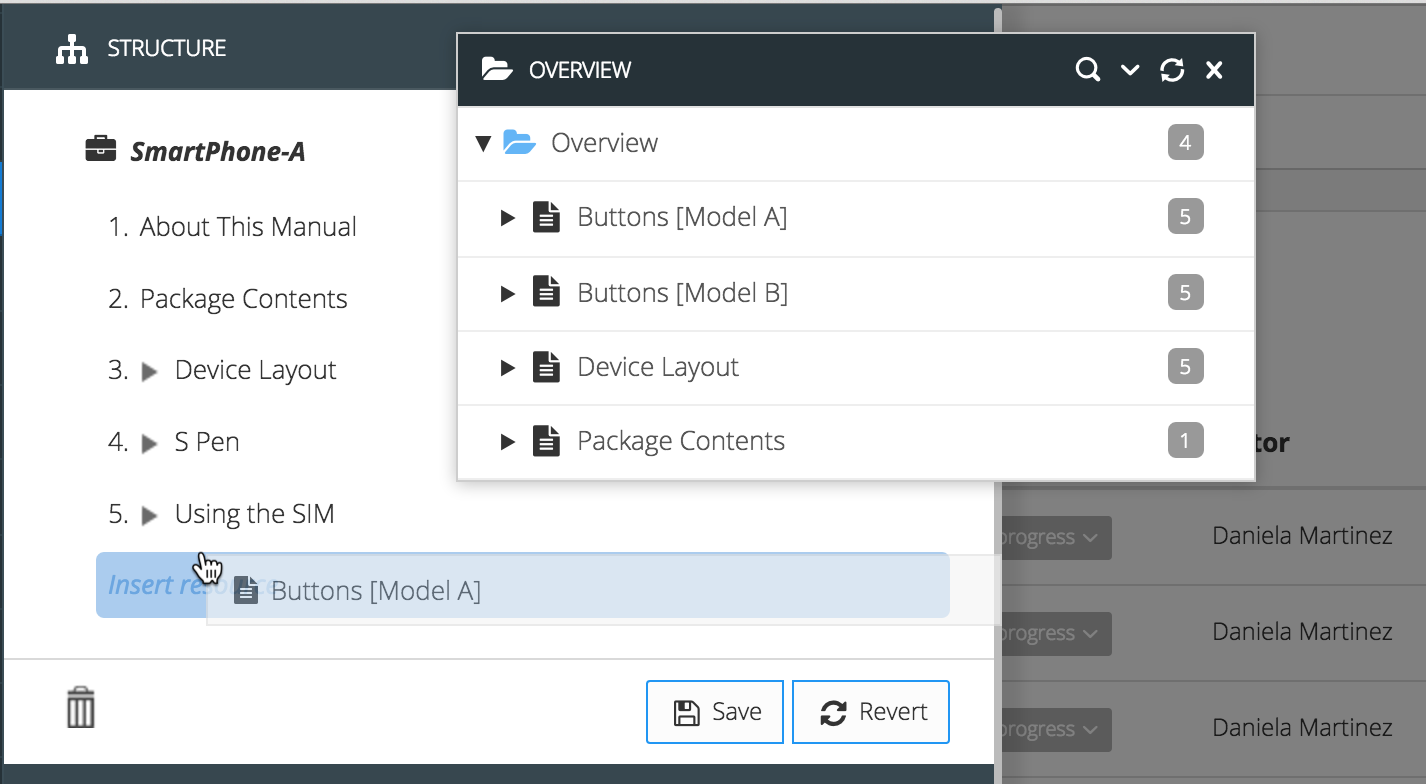 STRUCTURE
OVERVIEW
SmartPhone-A
1. About This Manual
2. Package Contents
3. Device Layout
4. S Pen
5. Using the SIM
Insert
Buttons [Model A]
Save
Revert
Overview 4
Buttons [Model A] 5
Buttons [Model B] 5
Device Layout 5
Package Contents 1
tor
progress Daniela Martinez
progress Daniela Martinez
progress Daniela Martinez